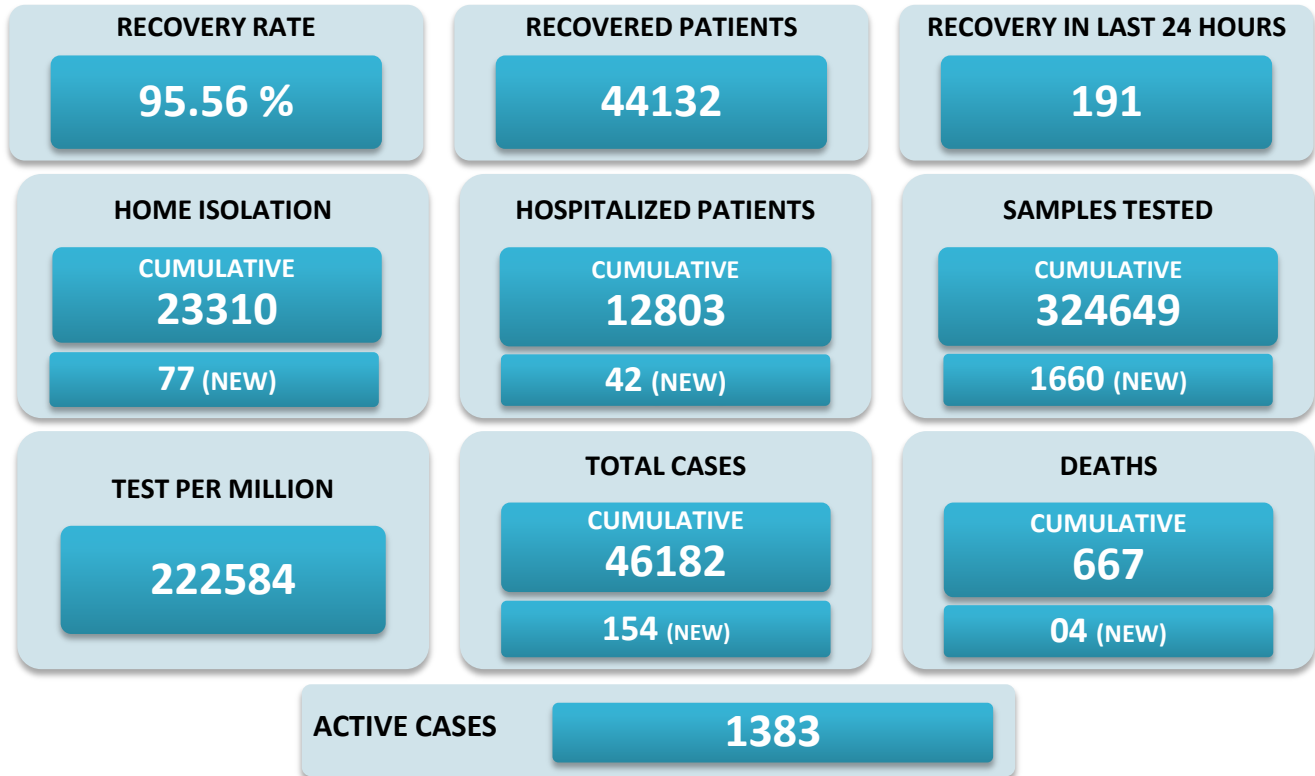 RECOVERY RATE
95.56 %
RECOVERED PATIENTS
44132
RECOVERY IN LAST 24 HOURS
191
HOME ISOLATION
CUMULATIVE
23310
77 (NEW)
HOSPITALIZED PATIENTS
CUMULATIVE
12803
42 (NEW)
SAMPLES TESTED
CUMULATIVE
324649
1660 (NEW)
TEST PER MILLION
222584
TOTAL CASES
CUMULATIVE
46182
154 (NEW)
DEATHS
CUMULATIVE
667
04 (NEW)
ACTIVE CASES
1383